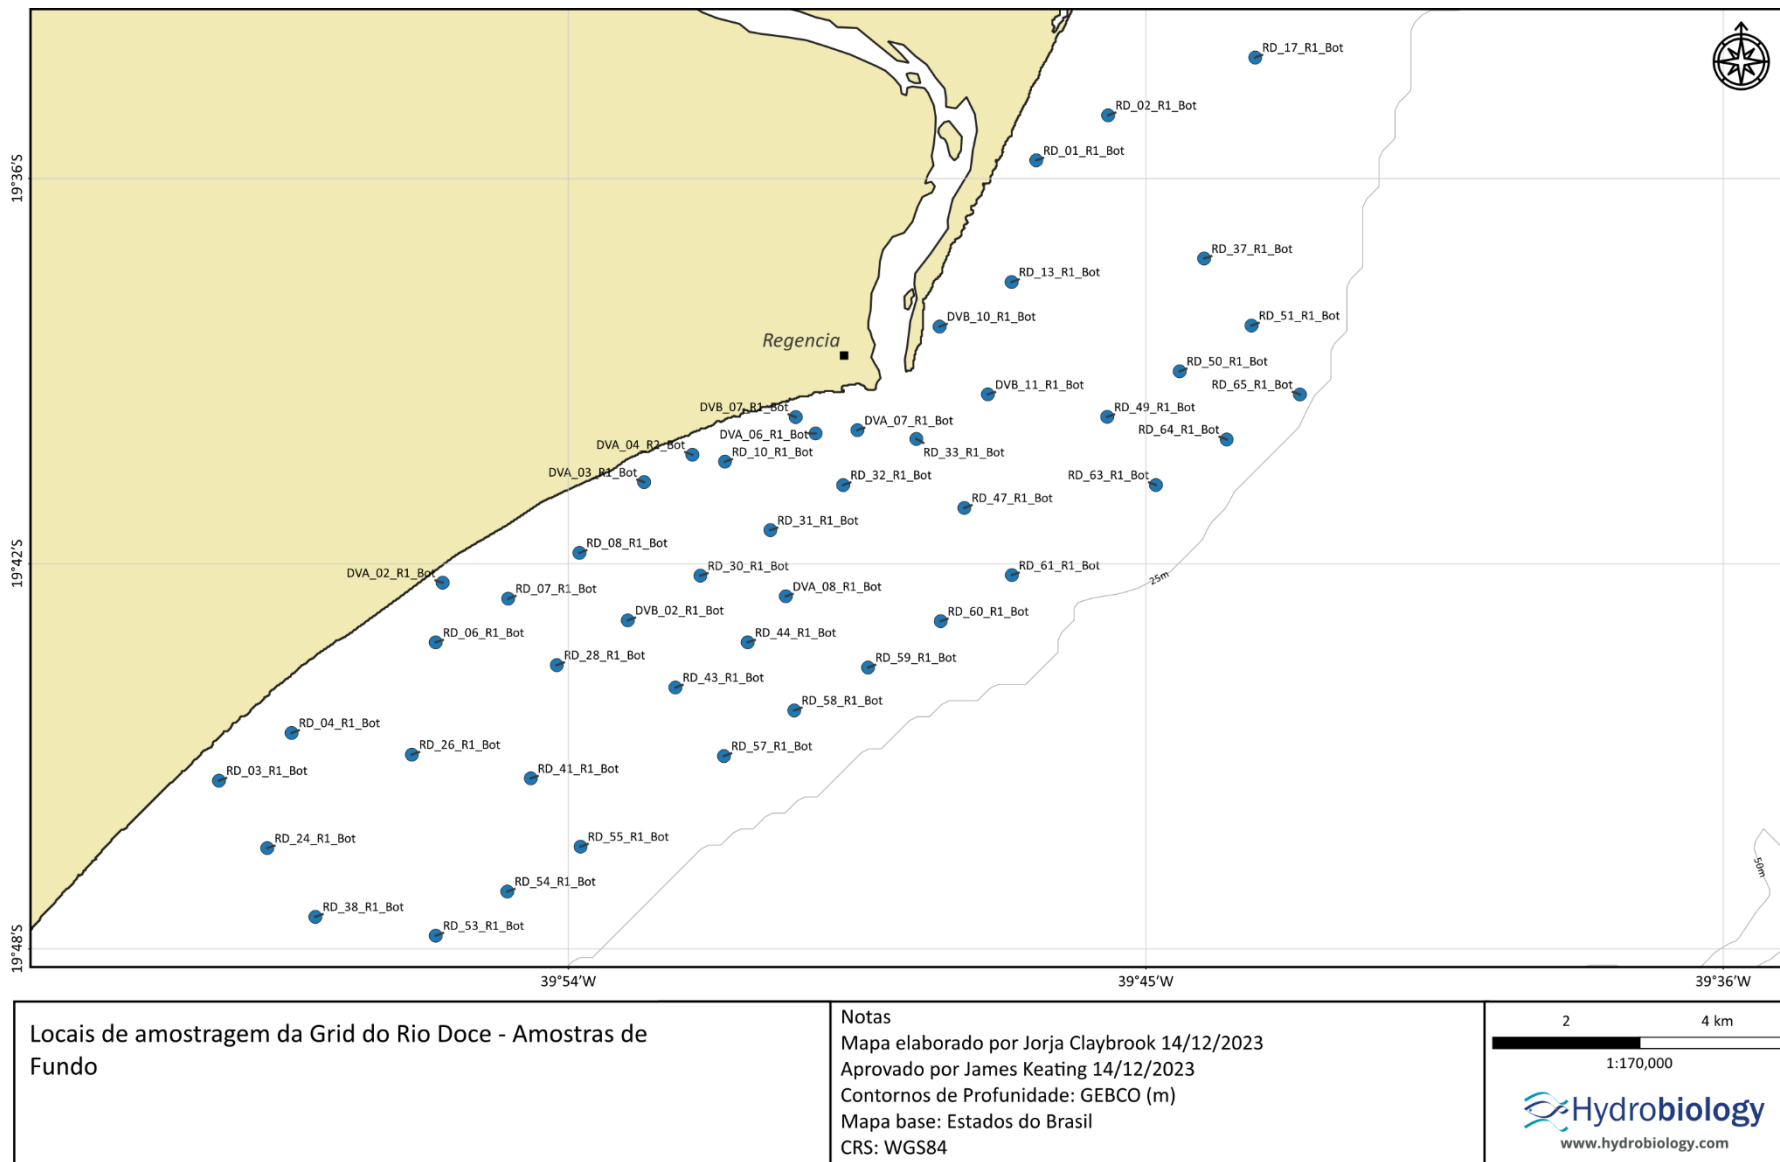 RD_17_R1_Bot
RD_02_R1_Bot
RD_01_R1_Bot
19°36'S
RD_37_R1_Bot
RD_13_R1_Bot
DVB_10_R1_Bot
RD_51_R1_Bot
Regencia
RD_50_R1_Bot
DVB_11_R1_Bot
RD_65_R1_Bot
DVB_07_R1_Bot
RD_49_R1_Bot
DVA_07_R1_Bot
DVA_06_R1_Bot
RD_64_R1_Bot
DVA_04_R2_Bot
RD_10_R1_Bot
RD_33_R1_Bot
DVA_03_R1_Bot
RD_32_R1_Bot
RD_63_R1_Bot
RD_47_R1_Bot
RD_31_R1_Bot
RD_08_R1_Bot
19°42'S
DVA_02_R1_Bot
RD_30_R1_Bot
RD_61_R1_Bot
25m
RD_07_R1_Bot
DVA_08_R1_Bot
DVB_02_R1_Bot
RD_60_R1_Bot
RD_06_R1_Bot
RD_44_R1_Bot
RD_28_R1_Bot
RD_59_R1_Bot
RD_43_R1_Bot
RD_58_R1_Bot
RD_04_R1_Bot
RD_26_R1_Bot
RD_57_R1_Bot
RD_03_R1_Bot
RD_41_R1_Bot
RD_24_R1_Bot
RD_55_R1_Bot
50m
RD_54_R1_Bot
RD_38_R1_Bot
RD_53_R1_Bot
19°48'S
39°54'W
39°45'W
39°36'W
Locais de amostragem da Grid do Rio Doce - Amostras de
Fundo
Notas
Mapa elaborado por Jorja Claybrook 14/12/2023
Aprovado por James Keating 14/12/2023
Contornos de Profunidade: GEBCO (m)
Mapa base: Estados do Brasil
CRS: WGS84
2 4 km
1:170,000
Hydrobiology
www.hydrobiology.com